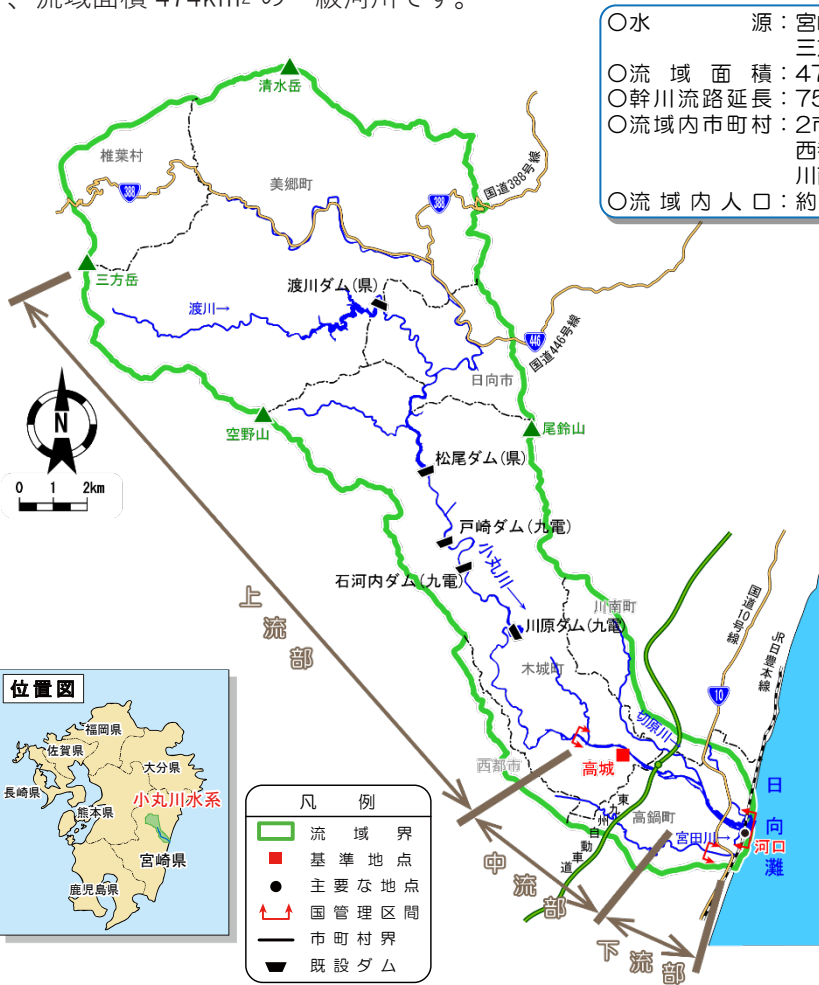 、流域面積 474km² の一級河川です。
○水源：宮
三
○流域面積：47
○幹川流路延長：75
○流域内市町村：2市
西都
川南
○流域内人口：約
清水岳
椎葉村
美郷町
388
388
国道388号線
三方岳
渡川ダム(県)
渡川→
446
国道446号線
日向市
空野山
尾鈴山
N
0 1 2km
松尾ダム(県)
戸崎ダム(九電)
小丸川→
石河内ダム(九電)
川南町
川原ダム(九電)
国道10号線
JR日豊本線
上流部
木城町
10
切原川
西都市
高城
日向灘
東九州自動車道
高鍋町
宮田川→
河口
中流部
下流部
位置図
福岡県
佐賀県
大分県
長崎県
熊本県
小丸川水系
宮崎県
鹿児島県
凡例
流域界
基準地点
主要な地点
国管理区間
市町村界
既設ダム